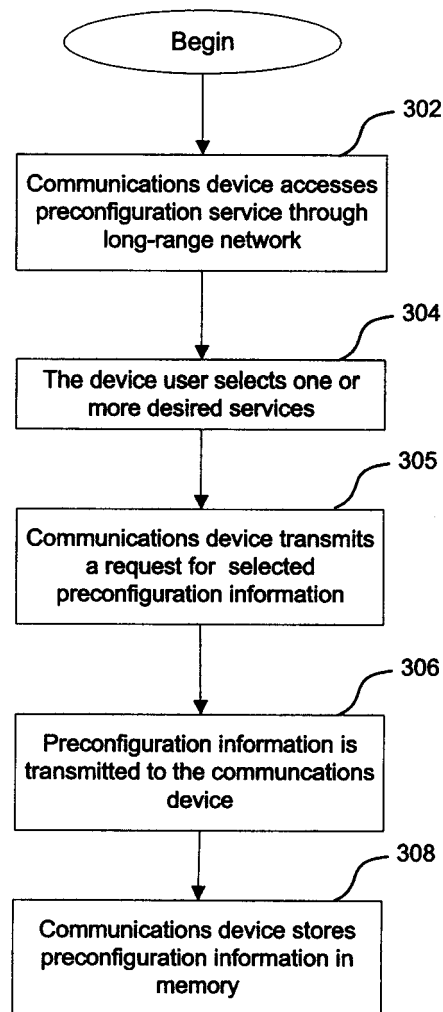 Begin
302
Communications device accesses
preconfiguration service through
long-range network
304
The device user selects one or
more desired services
305
Communications device transmits
a request for selected
preconfiguration information
306
Preconfiguration information is
transmitted to the communcations
device
308
Communications device stores
preconfiguration information in
memory